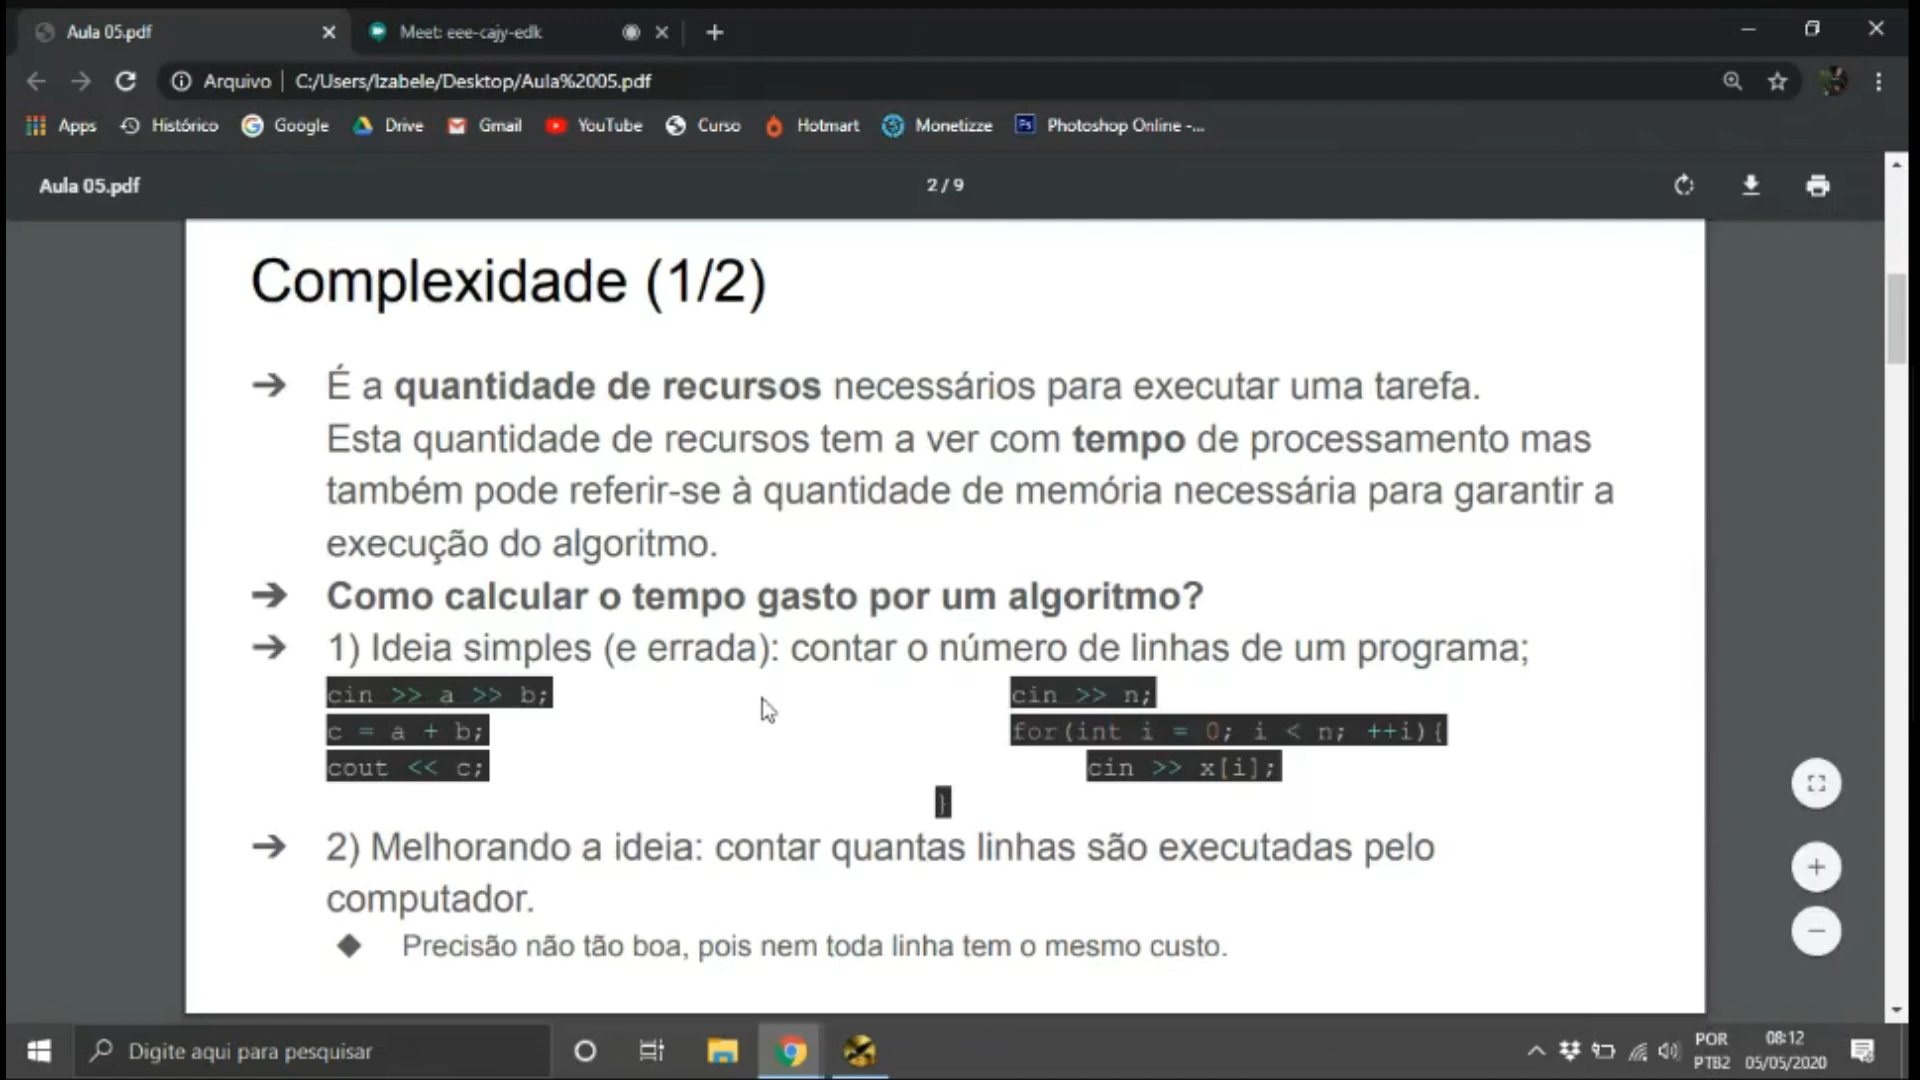 Aula 05.pdf
Meet: eee-cajy-edk
Arquivo
C:/Users/Izabele/Desktop/Aula%2005.pdf
Apps
Histórico
Google
Drive
Gmail
YouTube
Curso
Hotmart
Monetizze
Ps
Photoshop Online -...
Aula 05.pdf
2 / 9
Complexidade (1/2)
➔ É a quantidade de recursos necessários para executar uma tarefa.
Esta quantidade de recursos tem a ver com tempo de processamento mas
também pode referir-se à quantidade de memória necessária para garantir a
execução do algoritmo.
➔ Como calcular o tempo gasto por um algoritmo?
➔ 1) Ideia simples (e errada): contar o número de linhas de um programa;
cin >> a >> b;
c = a + b;
cout << c;
cin >> n;
for(int i = 0; i < n; ++i){
cin >> x[i];
}
➔ 2) Melhorando a ideia: contar quantas linhas são executadas pelo
computador.
◆ Precisão não tão boa, pois nem toda linha tem o mesmo custo.
Digite aqui para pesquisar
POR
PTB2
08:12
05/05/2020